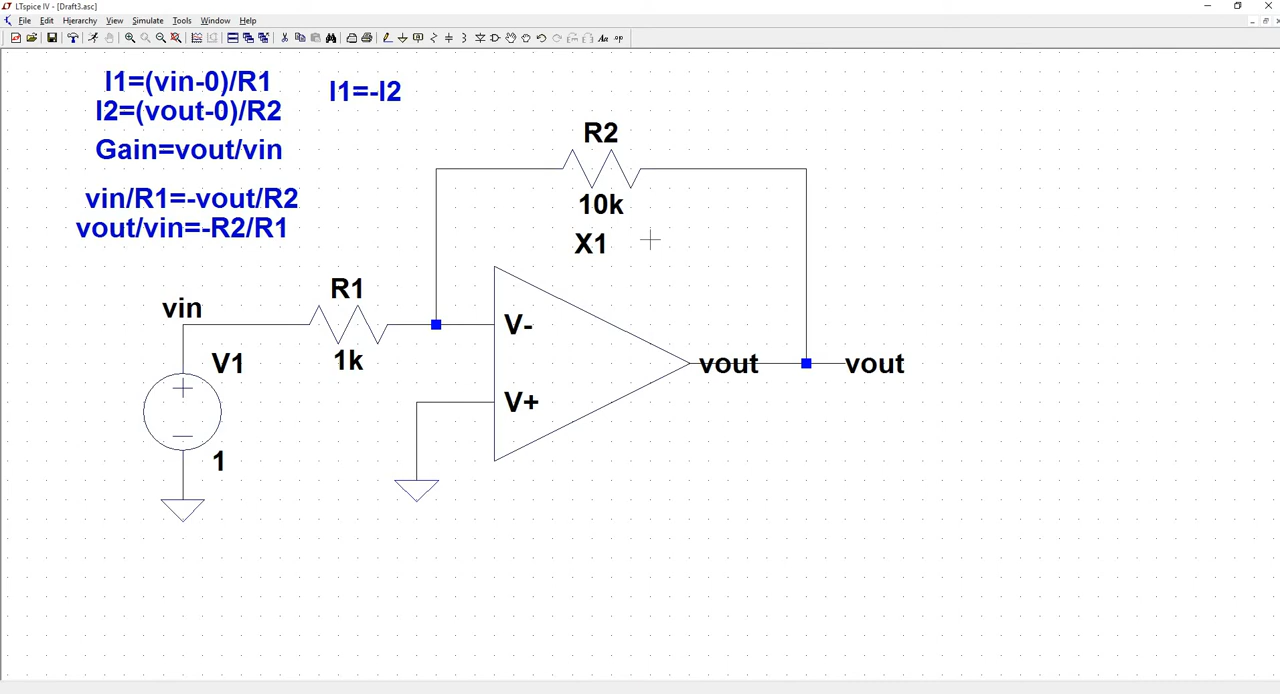 LTspice IV - [Draft3.asc]
File Edit Hierarchy View Simulate Tools Window Help
I1=(vin-0)/R1
I2=(vout-0)/R2
I1=-I2
Gain=vout/vin
vin/R1=-vout/R2
vout/vin=-R2/R1
R2
10k
X1
R1
1k
vin
V1
1
V-
V+
vout
vout